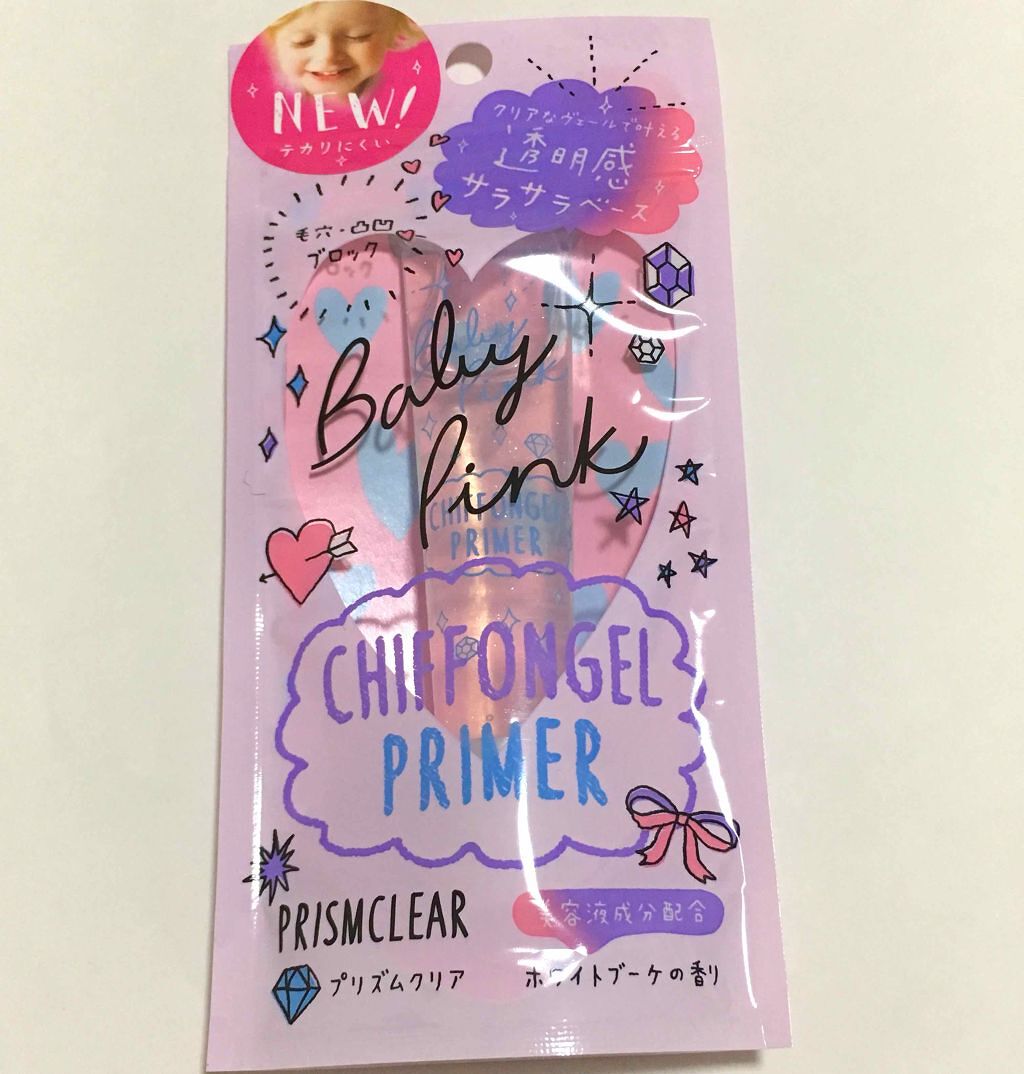 NEW!
テカリにくい
クリアなヴェールで叶える
透明感
サラサラベース
毛穴・凸凹
ブロック
Baby
Pink
Baby
Pink
CHIFFONGEL
PRIMER
CHIFFONGEL
PRIMER
PRISMCLEAR
美容液成分配合
プリズムクリア
ホワイトブーケの香り